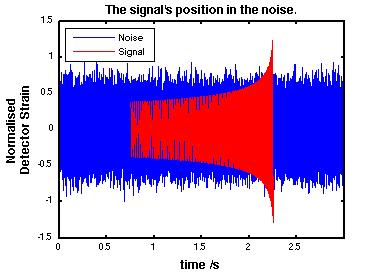 The signal's position in the noise.
Noise
Signal
Normalised
Detector Strain
1.5
1
0.5
0
-0.5
-1
-1.5
0 0.5 1 1.5 2 2.5
time /s